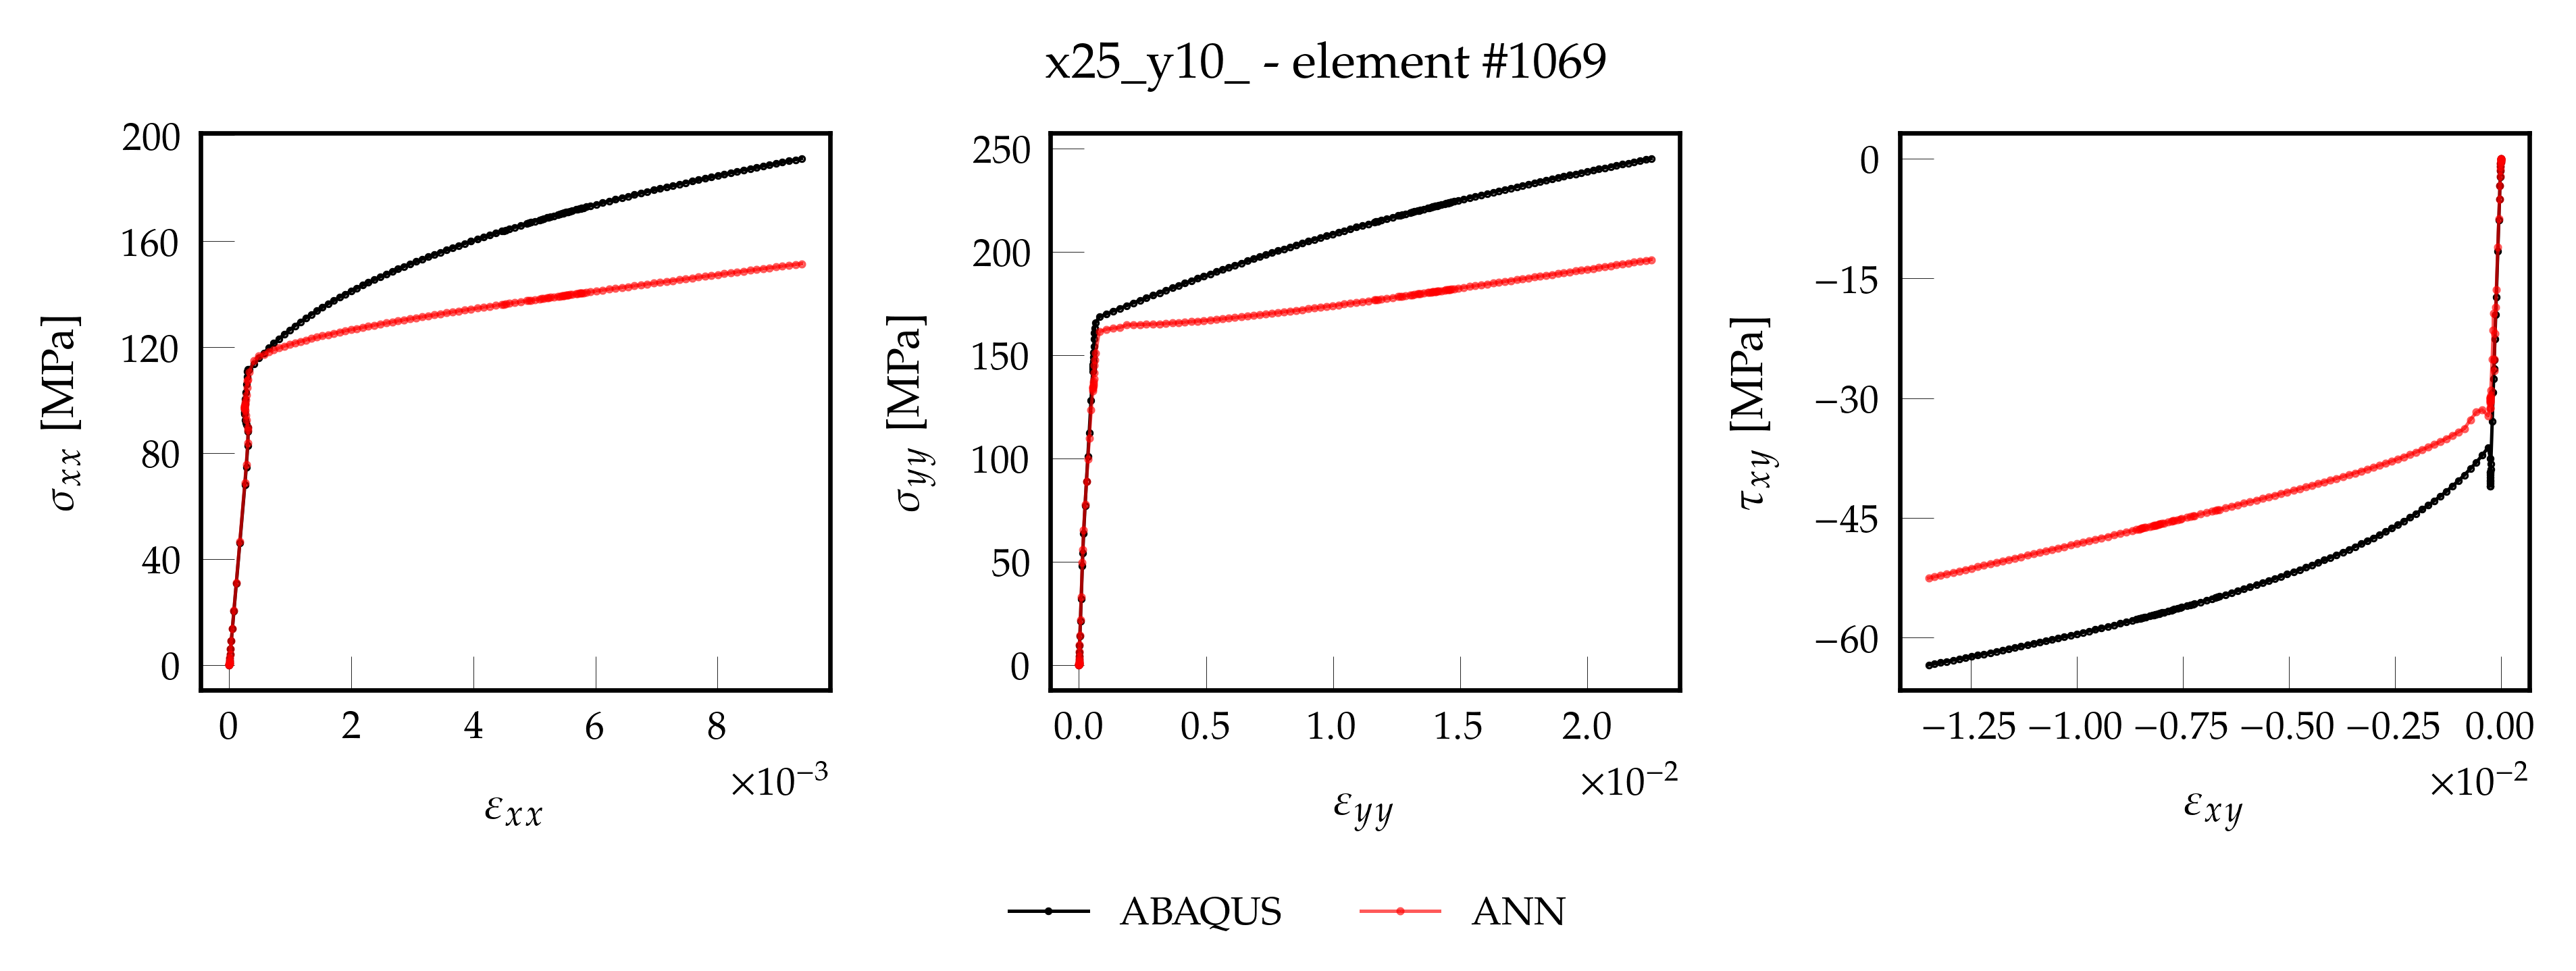 x25_y10_ - element #1069
σxx [MPa]
200
160
120
80
40
0
0 2 4 6 8
×10⁻³
εxx
σyy [MPa]
250
200
150
100
50
0
0.0 0.5 1.0 1.5 2.0
×10⁻²
εyy
τxy [MPa]
0
−15
−30
−45
−60
−1.25 −1.00 −0.75 −0.50 −0.25 0.00
×10⁻²
εxy
ABAQUS ANN